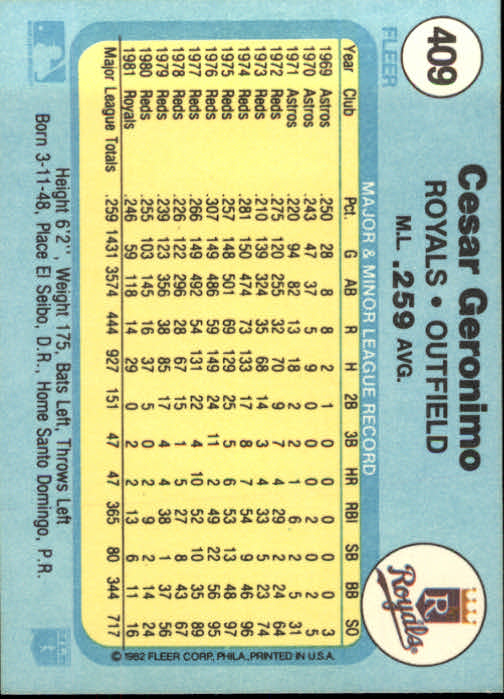 409
FLEER
Cesar Geronimo
ROYALS • OUTFIELD
M.L. .259 AVG.
Royals
R
MAJOR & MINOR LEAGUE RECORD
Year Club Pct. G AB R H 2B 3B HR RBI SB BB SO
1969 Astros .250 28 8 8 2 1 0 0 0 0 0 3
1970 Astros .243 47 37 5 9 0 0 0 2 0 2 5
1971 Astros .220 94 82 13 18 2 2 1 6 2 5 31
1972 Reds .275 120 255 32 70 9 7 4 29 2 24 64
1973 Reds .210 139 324 35 68 14 3 4 33 5 23 74
1974 Reds .281 150 474 73 133 17 8 7 54 9 46 96
1975 Reds .257 148 501 69 129 25 5 6 53 13 48 97
1976 Reds .307 149 486 59 149 24 11 2 49 22 56 95
1977 Reds .266 149 492 54 131 22 4 10 52 10 35 89
1978 Reds .226 122 296 28 67 15 1 5 27 8 43 67
1979 Reds .239 123 356 38 85 17 4 4 38 1 37 56
1980 Reds .255 103 145 16 37 5 0 2 9 2 14 24
1981 Royals .246 59 118 14 29 0 2 2 13 6 11 16
Major League Totals .259 1431 3574 444 927 151 47 47 365 80 344 717
© 1982 FLEER CORP., PHILA., PRINTED IN U.S.A.
Height 6'2", Weight 175, Bats Left, Throws Left
Born 3-11-48, Place El Seibo, D.R., Home Santo Domingo, P.R.